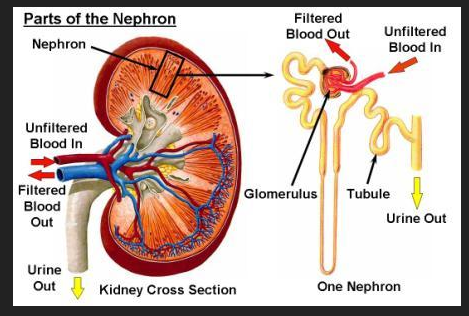 Parts of the Nephron
Nephron
Filtered
Blood Out
Unfiltered
Blood In
Unfiltered
Blood In
Filtered
Blood
Out
Glomerulus
Tubule
Urine Out
Urine
Out
Kidney Cross Section
One Nephron